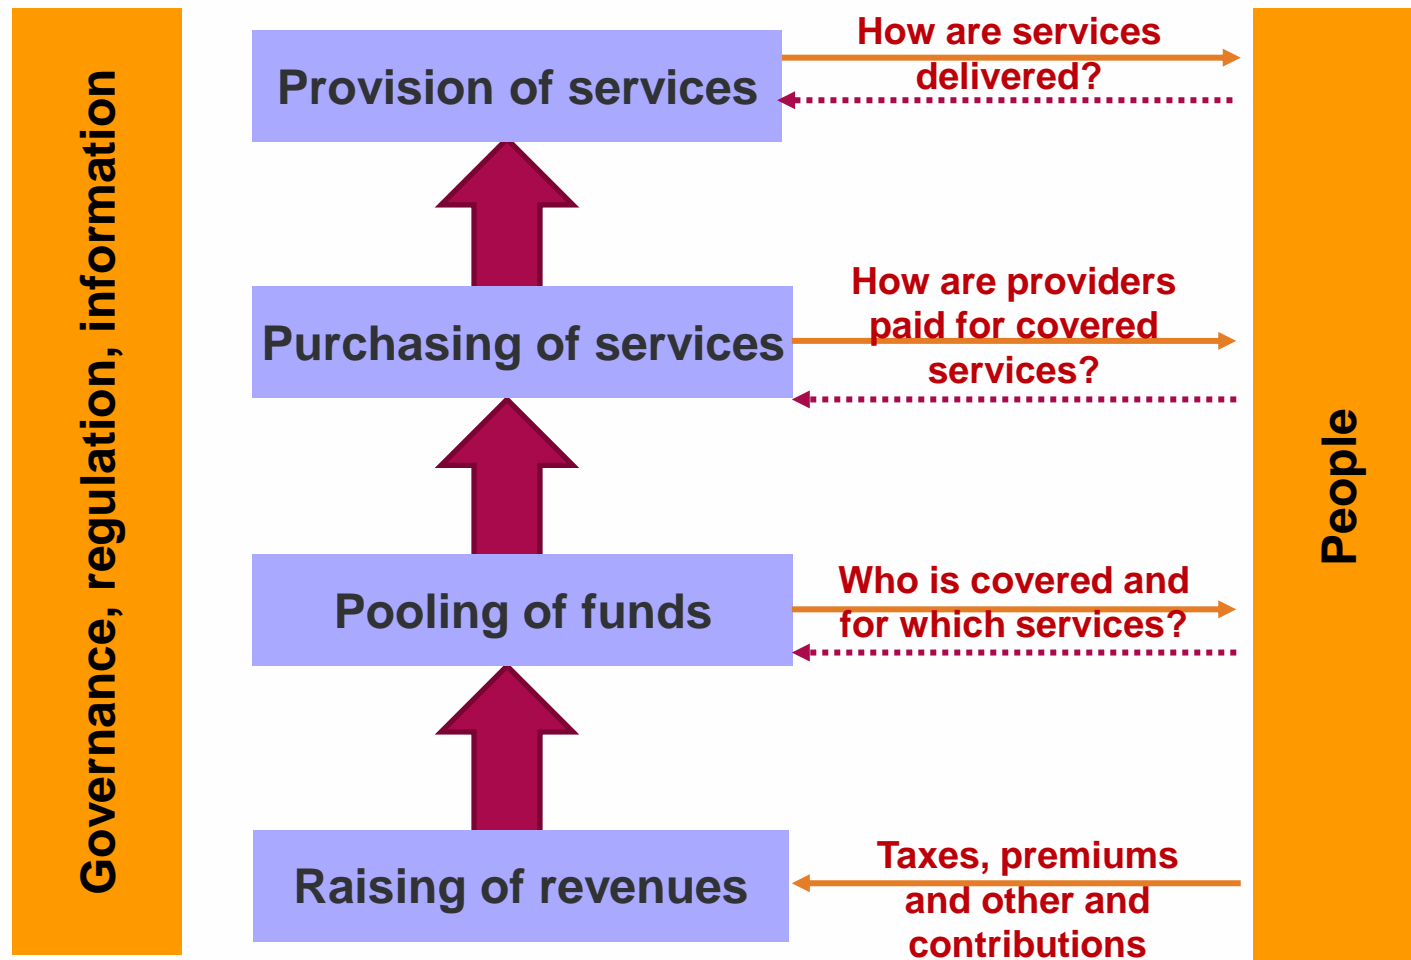 Governance, regulation, information
Provision of services
How are services
delivered?
Purchasing of services
How are providers
paid for covered
services?
Pooling of funds
Who is covered and
for which services?
Raising of revenues
Taxes, premiums
and other and
contributions
People